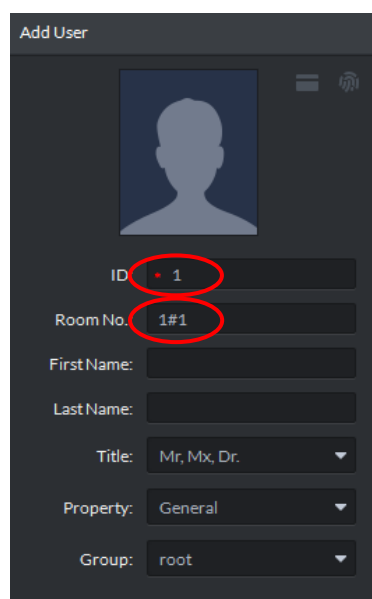 Add User
ID: 1
Room No.: 1#1
First Name:
Last Name:
Title: Mr, Mx, Dr.
Property: General
Group: root